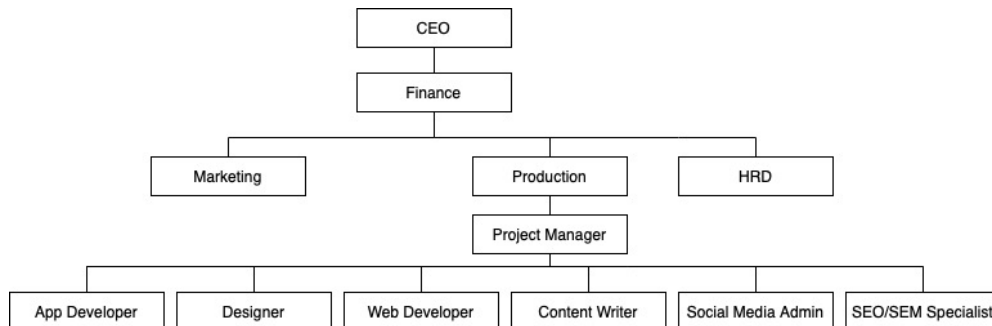 CEO
Finance
Marketing
Production
HRD
Project Manager
App Developer
Designer
Web Developer
Content Writer
Social Media Admin
SEO/SEM Specialist